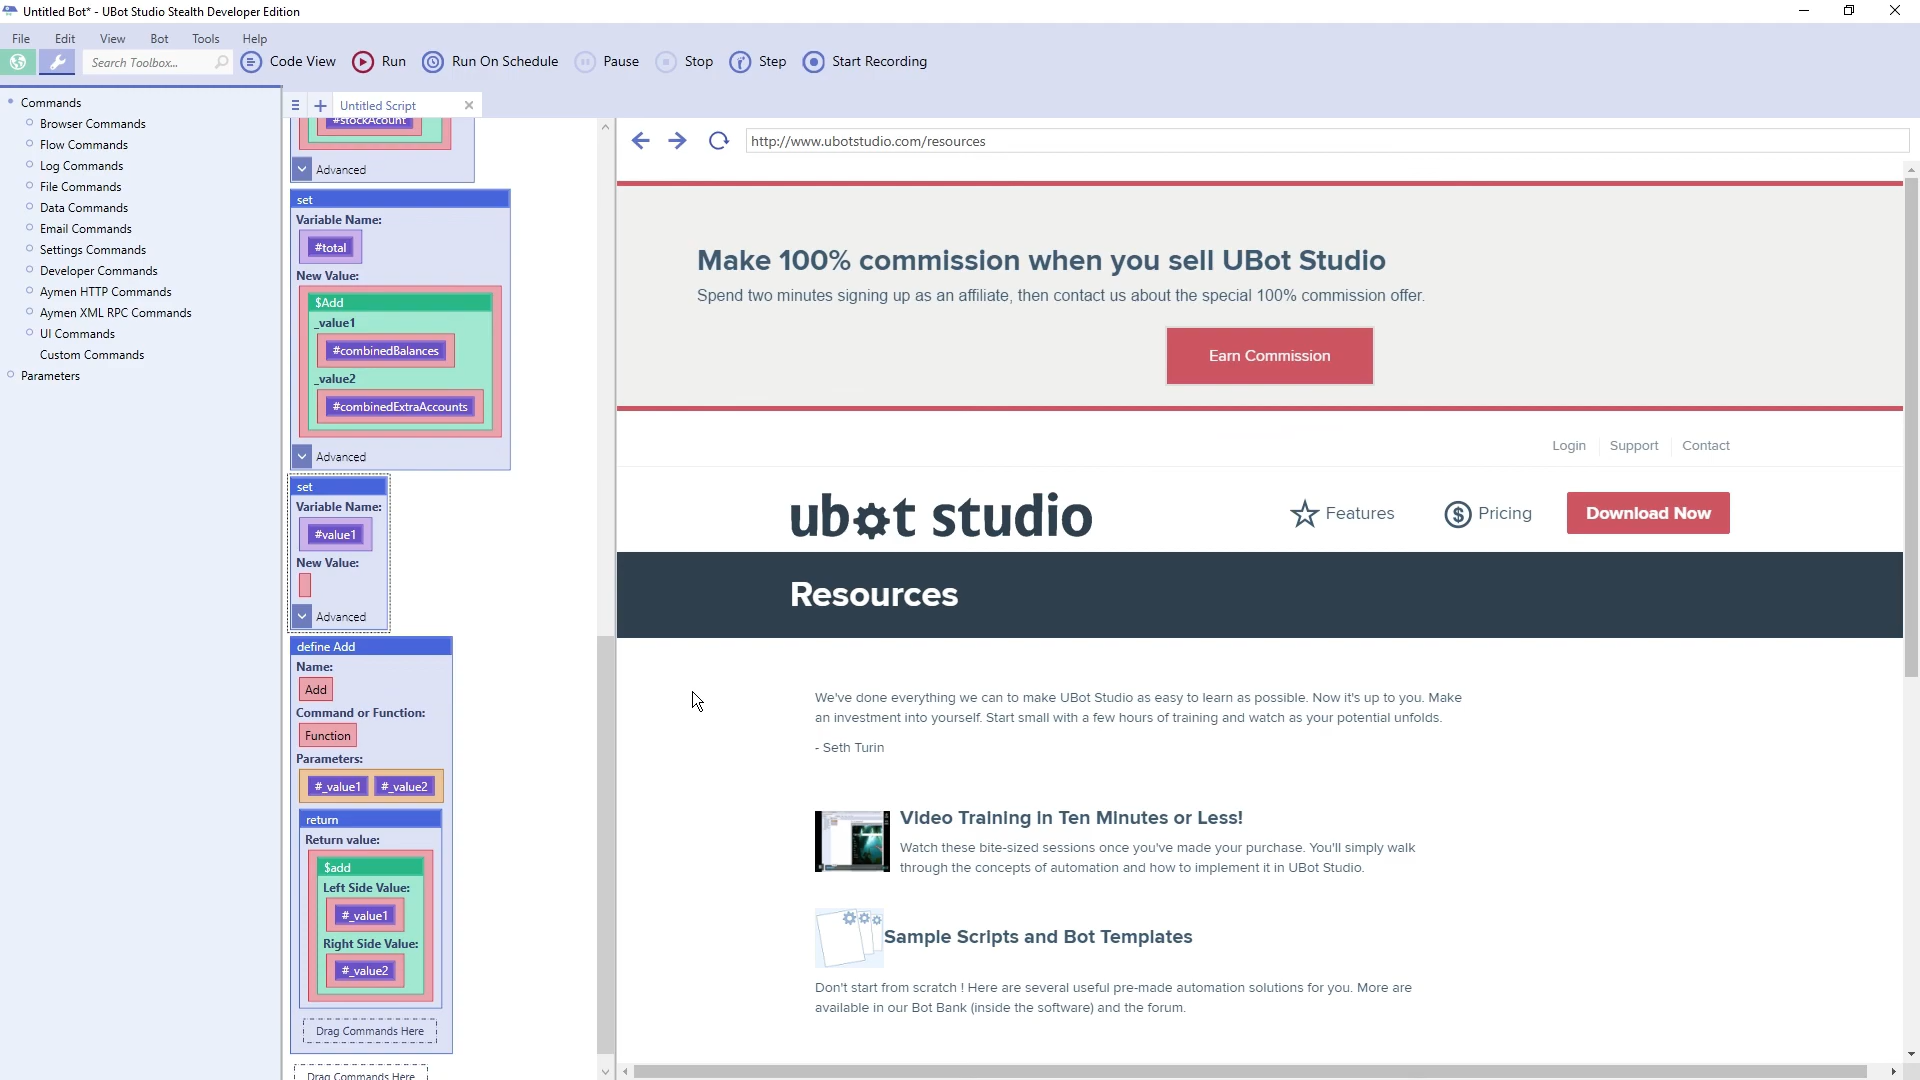 Untitled Bot* - UBot Studio Stealth Developer Edition
File Edit View Bot Tools Help
Search Toolbox... Code View Run Run On Schedule Pause Stop Step Start Recording
Commands
Browser Commands
Flow Commands
Log Commands
File Commands
Data Commands
Email Commands
Settings Commands
Developer Commands
Aymen HTTP Commands
Aymen XML RPC Commands
UI Commands
Custom Commands
Parameters
Untitled Script
#stockAcount
Advanced
set
Variable Name:
#total
New Value:
$Add
_value1
#combinedBalances
_value2
#combinedExtraAccounts
Advanced
set
Variable Name:
#value1
New Value:
Advanced
define Add
Name:
Add
Command or Function:
Function
Parameters:
#_value1 #_value2
return
Return value:
$add
Left Side Value:
#_value1
Right Side Value:
#_value2
Drag Commands Here
Drag Commands Here
http://www.ubotstudio.com/resources
Make 100% commission when you sell UBot Studio
Spend two minutes signing up as an affiliate, then contact us about the special 100% commission offer.
Earn Commission
Login Support Contact
ubot studio
Features Pricing Download Now
Resources
We've done everything we can to make UBot Studio as easy to learn as possible. Now it's up to you. Make
an investment into yourself. Start small with a few hours of training and watch as your potential unfolds.
- Seth Turin
Video Training in Ten Minutes or Less!
Watch these bite-sized sessions once you've made your purchase. You'll simply walk
through the concepts of automation and how to implement it in UBot Studio.
Sample Scripts and Bot Templates
Don't start from scratch ! Here are several useful pre-made automation solutions for you. More are
available in our Bot Bank (inside the software) and the forum.